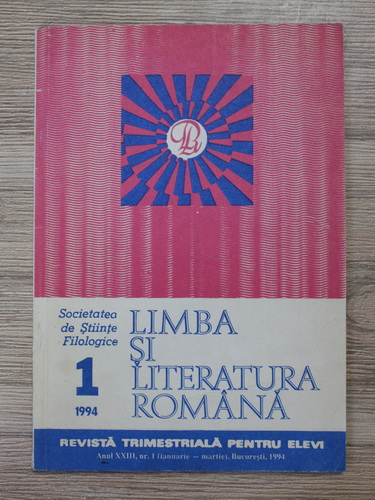 Societatea
de Științe
Filologice
1
1994
LIMBA
ȘI
LITERATURA
ROMÂNĂ
REVISTĂ TRIMESTRIALĂ PENTRU ELEVI
Anul XXIII, nr. 1 (ianuarie — martie), București, 1994